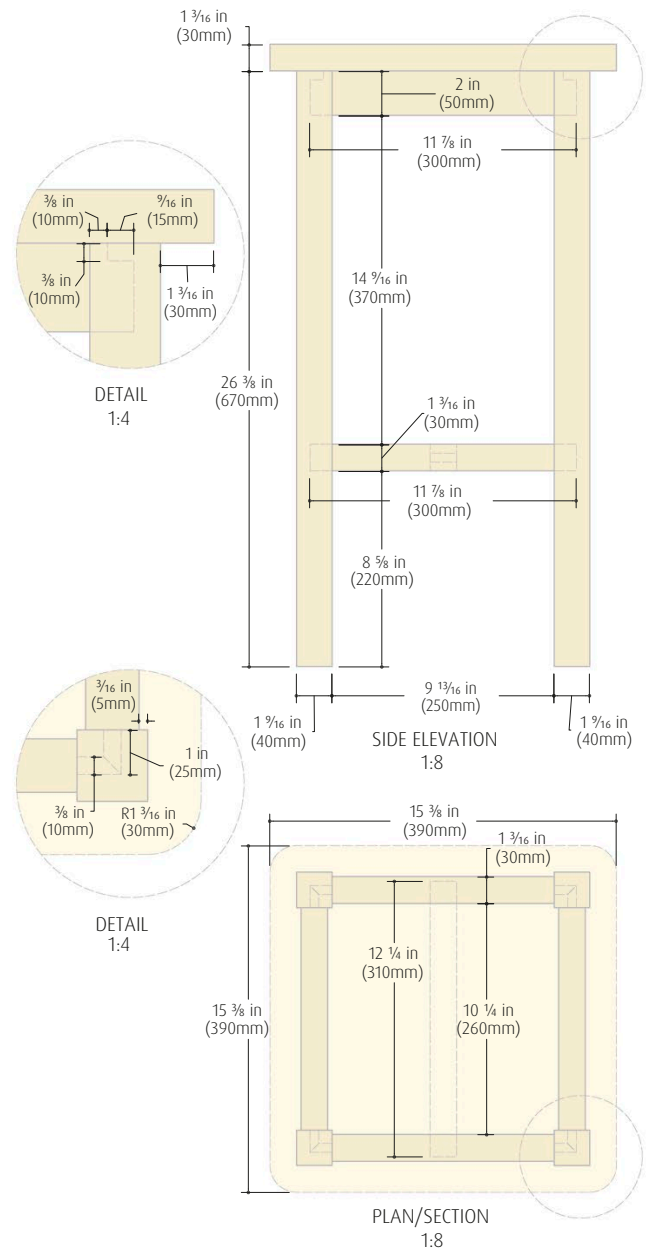 1 3/16 in
(30mm)
2 in
(50mm)
11 7/8 in
(300mm)
3/8 in
(10mm)
9/16 in
(15mm)
3/8 in
(10mm)
1 3/16 in
(30mm)
DETAIL
1:4
14 9/16 in
(370mm)
26 3/8 in
(670mm)
1 3/16 in
(30mm)
11 7/8 in
(300mm)
8 5/8 in
(220mm)
1 9/16 in
(40mm)
9 13/16 in
(250mm)
1 9/16 in
(40mm)
SIDE ELEVATION
1:8
3/16 in
(5mm)
1 in
(25mm)
3/8 in
(10mm)
R1 3/16 in
(30mm)
DETAIL
1:4
15 3/8 in
(390mm)
1 3/16 in
(30mm)
12 1/4 in
(310mm)
10 1/4 in
(260mm)
15 3/8 in
(390mm)
PLAN/SECTION
1:8